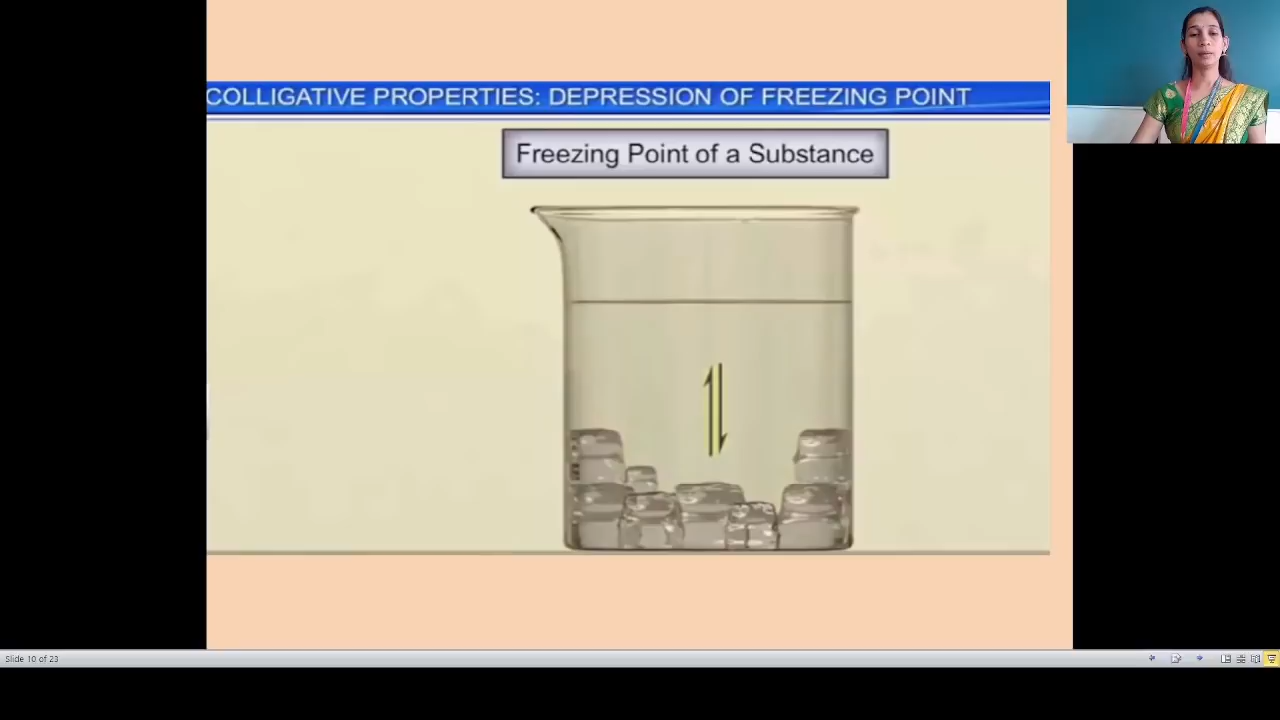 COLLIGATIVE PROPERTIES: DEPRESSION OF FREEZING POINT
Freezing Point of a Substance
Slide 10 of 23